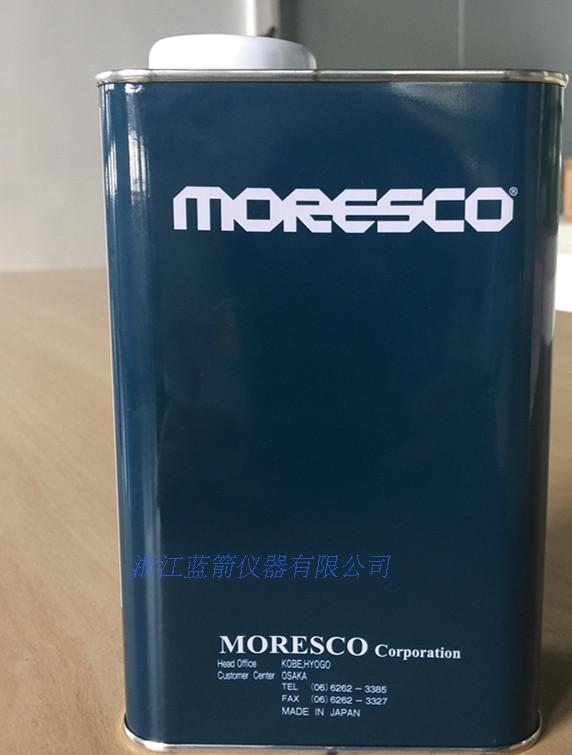 MORESCO®
浙江蓝箭仪器有限公司
MORESCO Corporation
Head Office KOBE,HYOGO
Customer Center OSAKA
TEL (06) 6262-3385
FAX (06) 6262-3327
MADE IN JAPAN